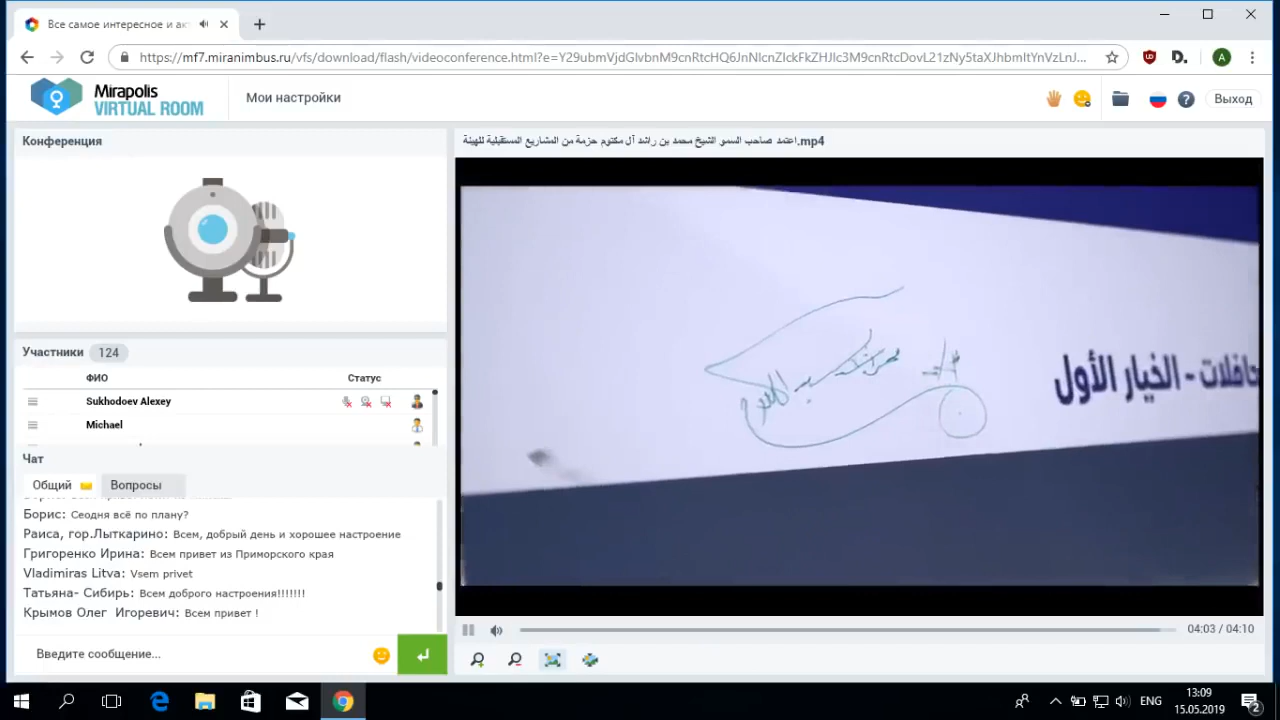 Все самое интересное и ак
https://mf7.miranimbus.ru/vfs/download/flash/videoconference.html?e=Y29ubmVjdGlvbnM9cnRtcHQ6JnNlcnZlckFkZHJlc3M9cnRtcDovL21zNy5taXJhbmltYnVzLnJ...
Mirapolis
VIRTUAL ROOM
Мои настройки
Выход
Конференция
اعتمد صاحب السمو الشيخ محمد بن راشد آل مكتوم حزمة من المشاريع المستقبلية للهيئة.mp4
حافلات - الخيار الأول
Участники 124
ФИО Статус
Sukhodoev Alexey
Michael
Чат
Общий Вопросы
Борис: Сеодня всё по плану?
Раиса, гор.Лыткарино: Всем, добрый день и хорошее настроение
Григоренко Ирина: Всем привет из Приморского края
Vladimiras Litva: Vsem privet
Татьяна- Сибирь: Всем доброго настроения!!!!!!!
Крымов Олег Игоревич: Всем привет !
Введите сообщение...
04:03 / 04:10
ENG
13:09
15.05.2019
2